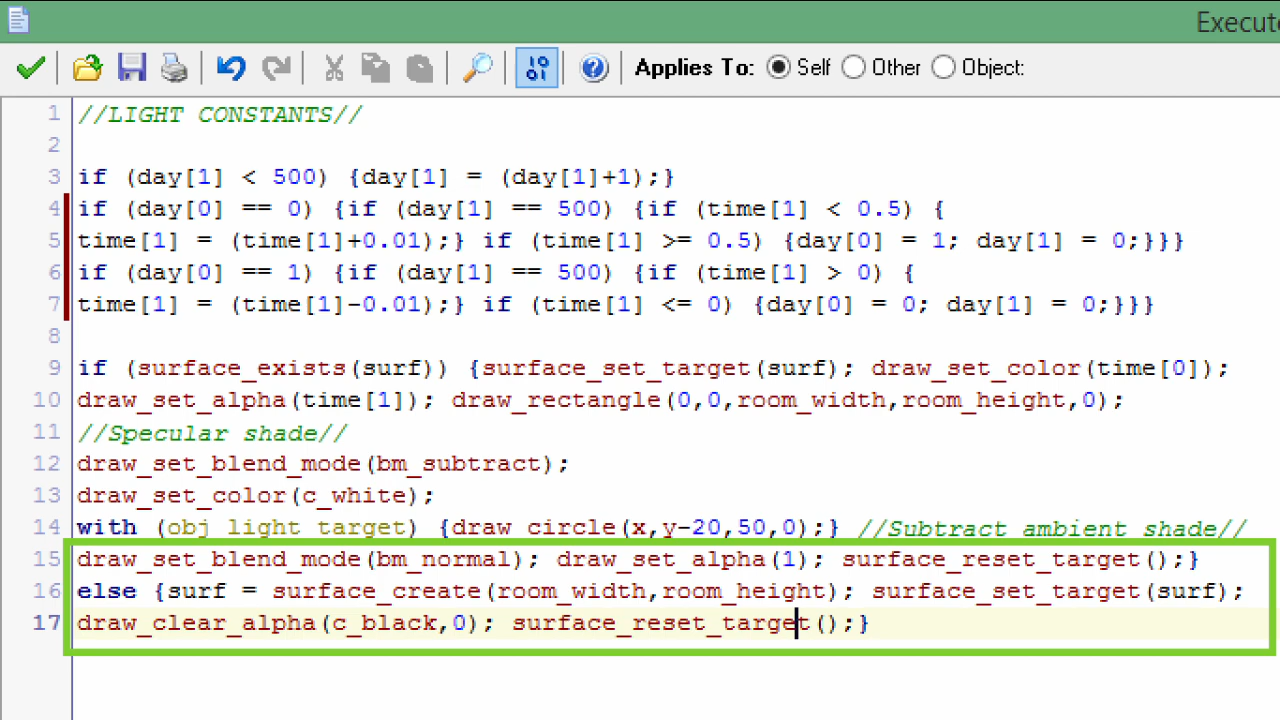 Execute
Applies To: Self Other Object:
1 //LIGHT CONSTANTS//
2
3 if (day[1] < 500) {day[1] = (day[1]+1);}
4 if (day[0] == 0) {if (day[1] == 500) {if (time[1] < 0.5) {
5 time[1] = (time[1]+0.01);} if (time[1] >= 0.5) {day[0] = 1; day[1] = 0;}}}
6 if (day[0] == 1) {if (day[1] == 500) {if (time[1] > 0) {
7 time[1] = (time[1]-0.01);} if (time[1] <= 0) {day[0] = 0; day[1] = 0;}}}
8
9 if (surface_exists(surf)) {surface_set_target(surf); draw_set_color(time[0]);
10 draw_set_alpha(time[1]); draw_rectangle(0,0,room_width,room_height,0);
11 //Specular shade//
12 draw_set_blend_mode(bm_subtract);
13 draw_set_color(c_white);
14 with (obj_light_target) {draw_circle(x,y-20,50,0);} //Subtract ambient shade//
15 draw_set_blend_mode(bm_normal); draw_set_alpha(1); surface_reset_target();}
16 else {surf = surface_create(room_width,room_height); surface_set_target(surf);
17 draw_clear_alpha(c_black,0); surface_reset_target();}